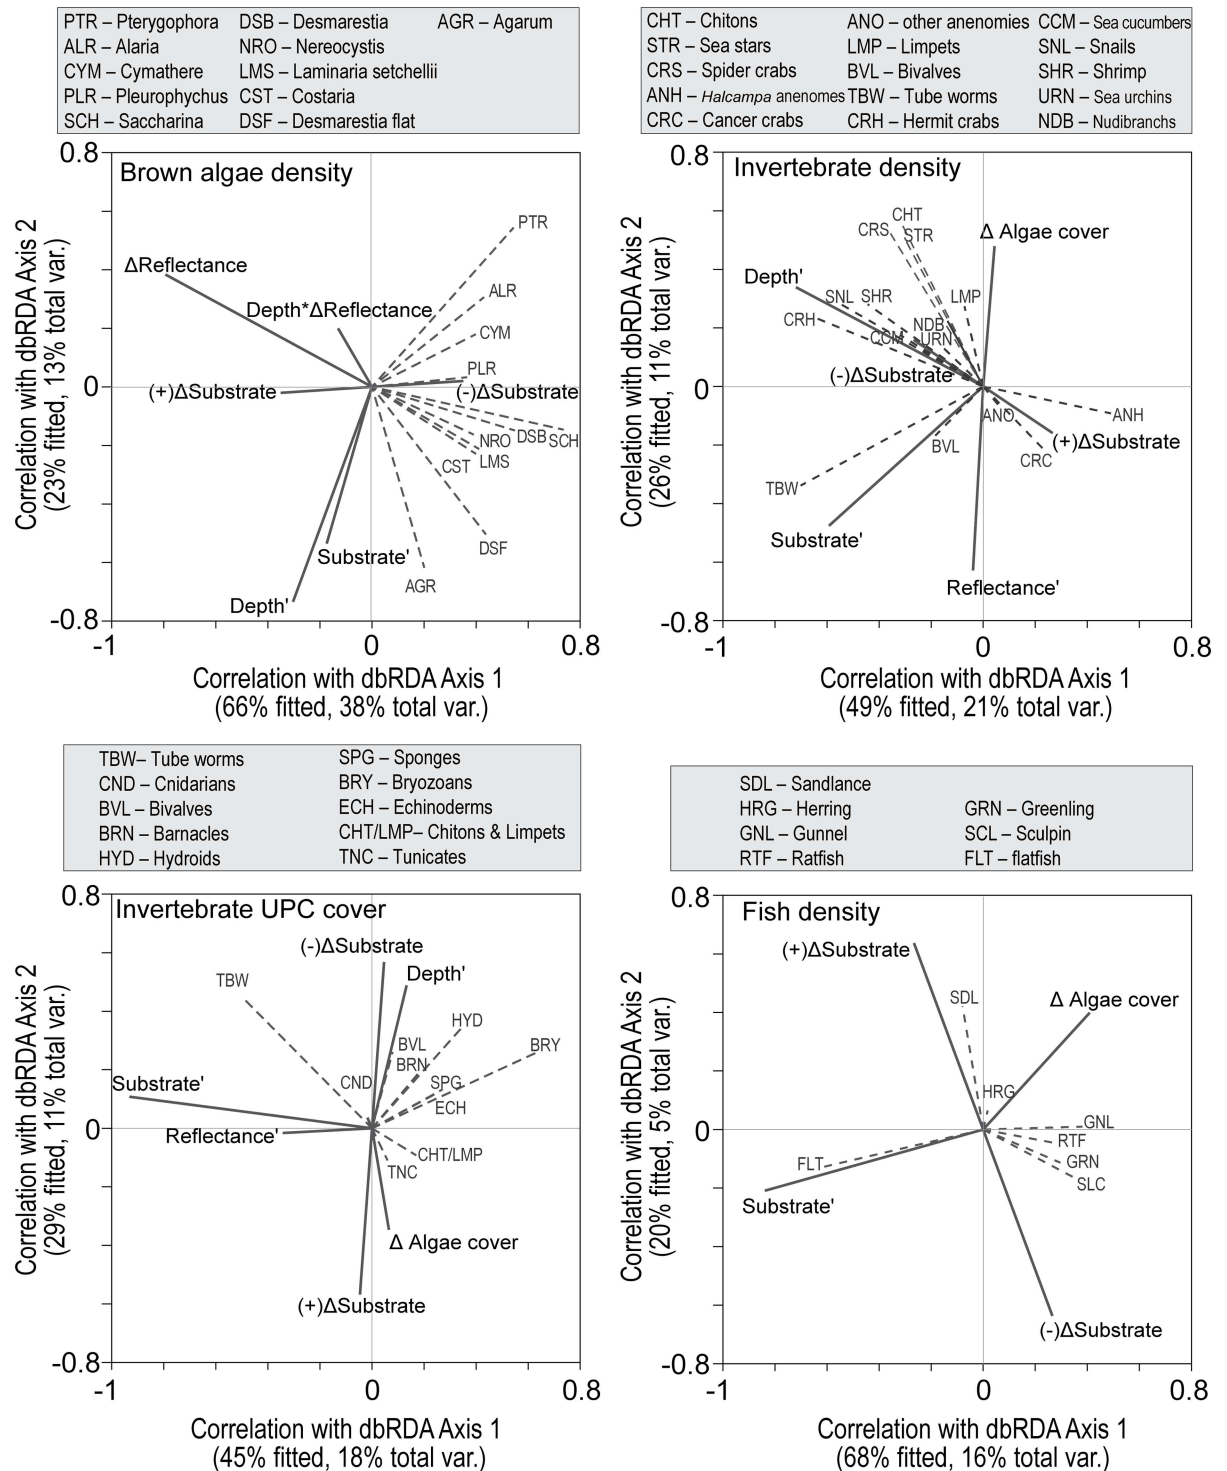 PTR – Pterygophora DSB – Desmarestia AGR – Agarum
ALR – Alaria NRO – Nereocystis
CYM – Cymathere LMS – Laminaria setchellii
PLR – Pleurophychus CST – Costaria
SCH – Saccharina DSF – Desmarestia flat
0.8
Brown algae density
PTR
ΔReflectance
ALR
Depth*ΔReflectance
CYM
PLR
0
(+)ΔSubstrate
(-)ΔSubstrate
NRO
DSB
SCH
CST
LMS
DSF
Substrate'
AGR
Depth'
-0.8
-1
0
0.8
Correlation with dbRDA Axis 2
(23% fitted, 13% total var.)
Correlation with dbRDA Axis 1
(66% fitted, 38% total var.)
CHT – Chitons ANO – other anenomies CCM – Sea cucumbers
STR – Sea stars LMP – Limpets SNL – Snails
CRS – Spider crabs BVL – Bivalves SHR – Shrimp
ANH – Halcampa anenomes TBW – Tube worms URN – Sea urchins
CRC – Cancer crabs CRH – Hermit crabs NDB – Nudibranchs
0.8
Invertebrate density
CHT
CRS
STR
Δ Algae cover
Depth'
SNL
SHR
LMP
CRH
NDB
CCM
URN
(-)ΔSubstrate
0
ANO
ANH
(+)ΔSubstrate
BVL
CRC
TBW
Substrate'
Reflectance'
-0.8
-1
0
0.8
Correlation with dbRDA Axis 2
(26% fitted, 11% total var.)
Correlation with dbRDA Axis 1
(49% fitted, 21% total var.)
TBW– Tube worms SPG – Sponges
CND – Cnidarians BRY – Bryozoans
BVL – Bivalves ECH – Echinoderms
BRN – Barnacles CHT/LMP– Chitons & Limpets
HYD – Hydroids TNC – Tunicates
0.8
Invertebrate UPC cover
(-)ΔSubstrate
TBW
Depth'
HYD
BVL
BRY
BRN
CND
SPG
Substrate'
ECH
0
Reflectance'
CHT/LMP
TNC
Δ Algae cover
(+)ΔSubstrate
-0.8
-1
0
0.8
Correlation with dbRDA Axis 2
(29% fitted, 11% total var.)
Correlation with dbRDA Axis 1
(45% fitted, 18% total var.)
SDL – Sandlance
HRG – Herring GRN – Greenling
GNL – Gunnel SCL – Sculpin
RTF – Ratfish FLT – flatfish
0.8
Fish density
(+)ΔSubstrate
SDL
Δ Algae cover
HRG
GNL
0
RTF
FLT
GRN
SLC
Substrate'
(-)ΔSubstrate
-0.8
-1
0
0.8
Correlation with dbRDA Axis 2
(20% fitted, 5% total var.)
Correlation with dbRDA Axis 1
(68% fitted, 16% total var.)